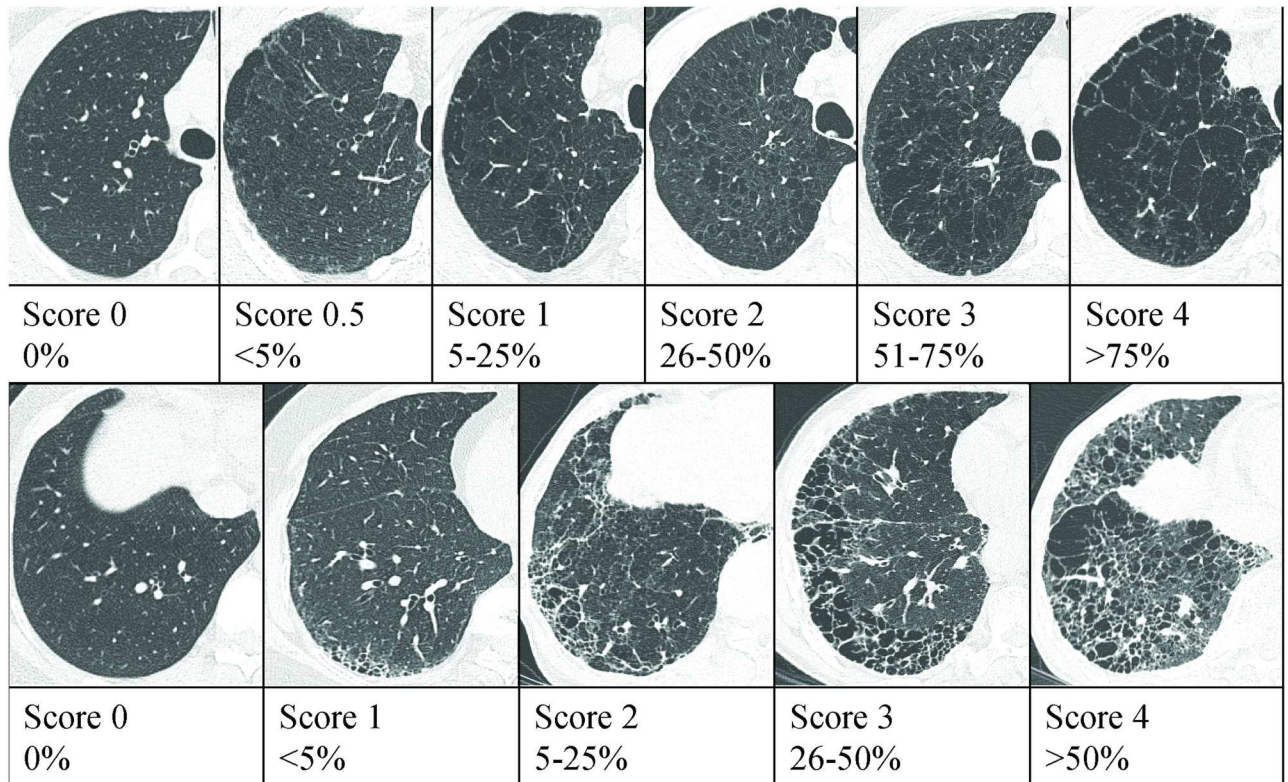 Score 0
0%
Score 0.5
<5%
Score 1
5-25%
Score 2
26-50%
Score 3
51-75%
Score 4
>75%
Score 0
0%
Score 1
<5%
Score 2
5-25%
Score 3
26-50%
Score 4
>50%